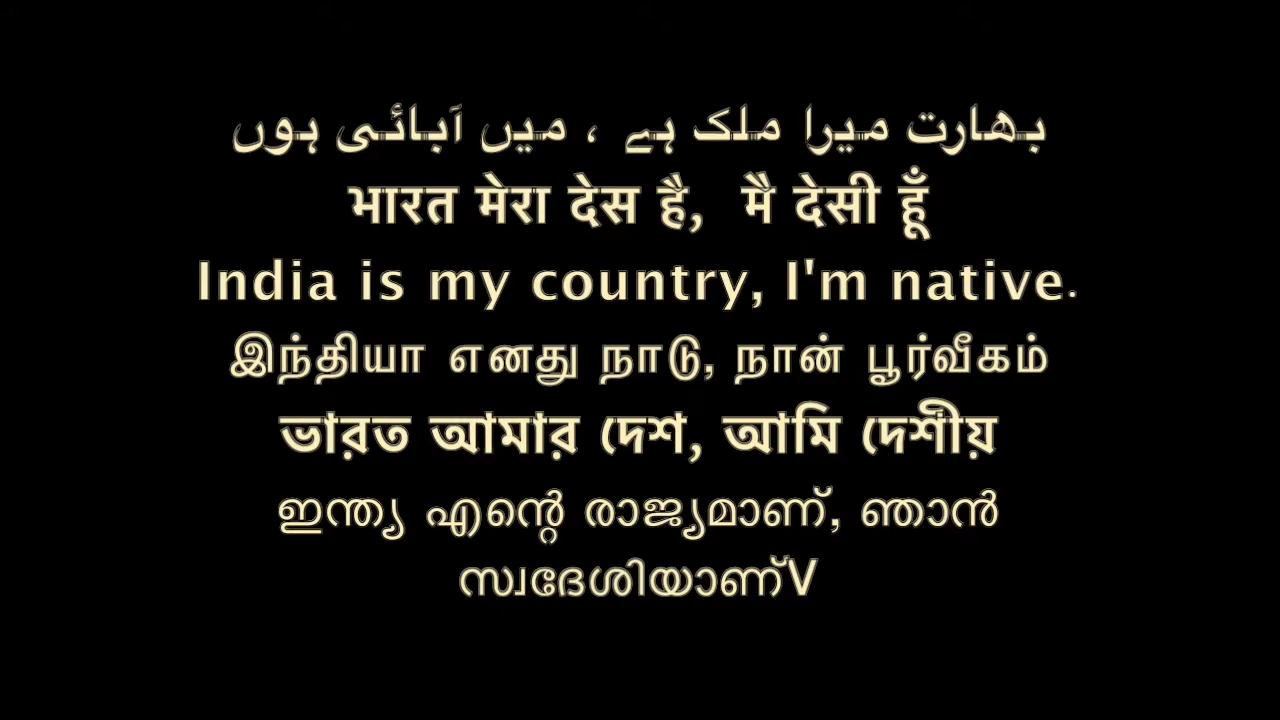 بھارت میرا ملک ہے ، میں آبائی ہوں
भारत मेरा देस है, मै देसी हूँ
India is my country, I'm native.
இந்தியா எனது நாடு, நான் பூர்வீகம்
ভারত আমার দেশ, আমি দেশীয়
ഇന്ത്യ എന്റെ രാജ്യമാണ്, ഞാൻ
സ്വദേശിയാണ്V